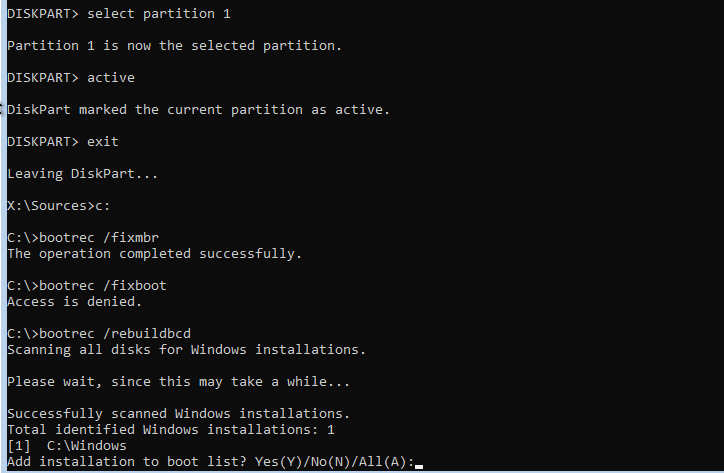 DISKPART> select partition 1
Partition 1 is now the selected partition.
DISKPART> active
DiskPart marked the current partition as active.
DISKPART> exit
Leaving DiskPart...
X:\Sources>c:
C:\>bootrec /fixmbr
The operation completed successfully.
C:\>bootrec /fixboot
Access is denied.
C:\>bootrec /rebuildbcd
Scanning all disks for Windows installations.
Please wait, since this may take a while...
Successfully scanned Windows installations.
Total identified Windows installations: 1
[1]  C:\Windows
Add installation to boot list? Yes(Y)/No(N)/All(A):